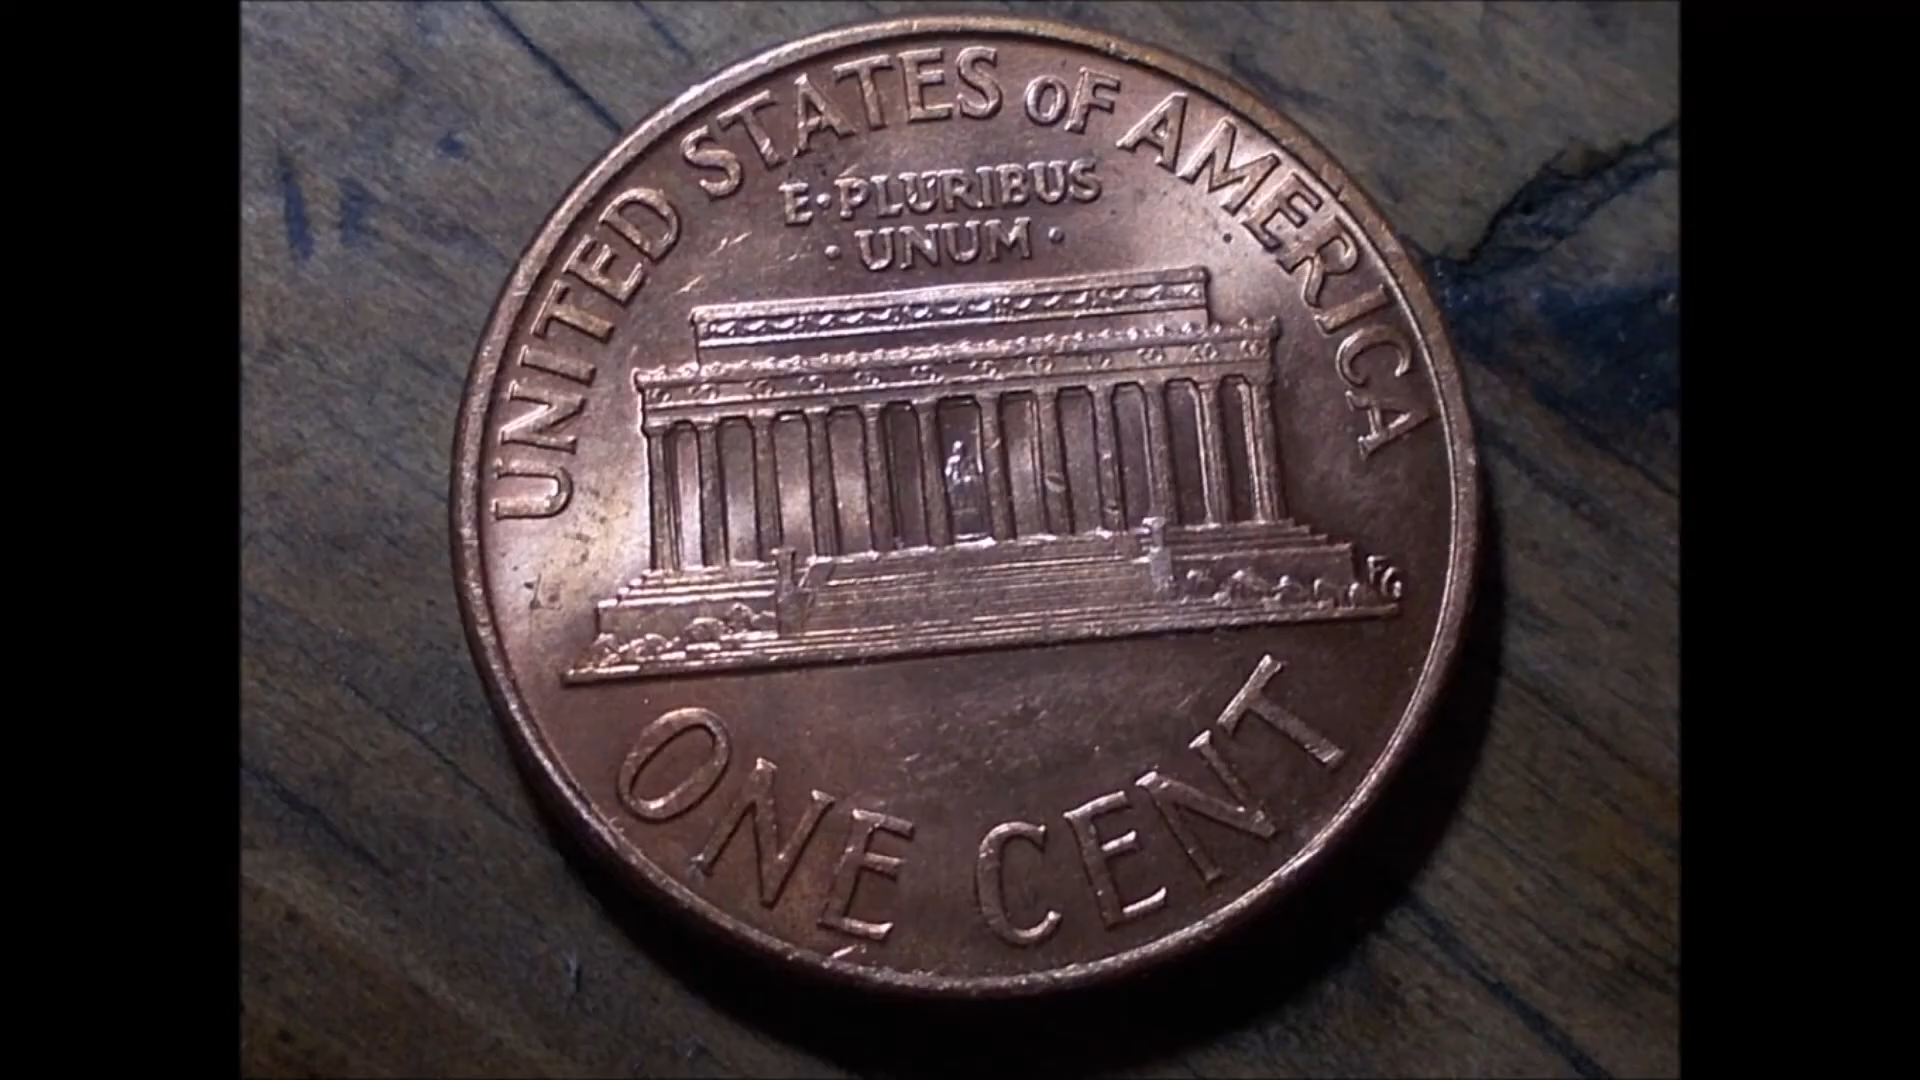 UNITED STATES OF AMERICA
E·PLURIBUS
·UNUM·
FG
ONE CENT